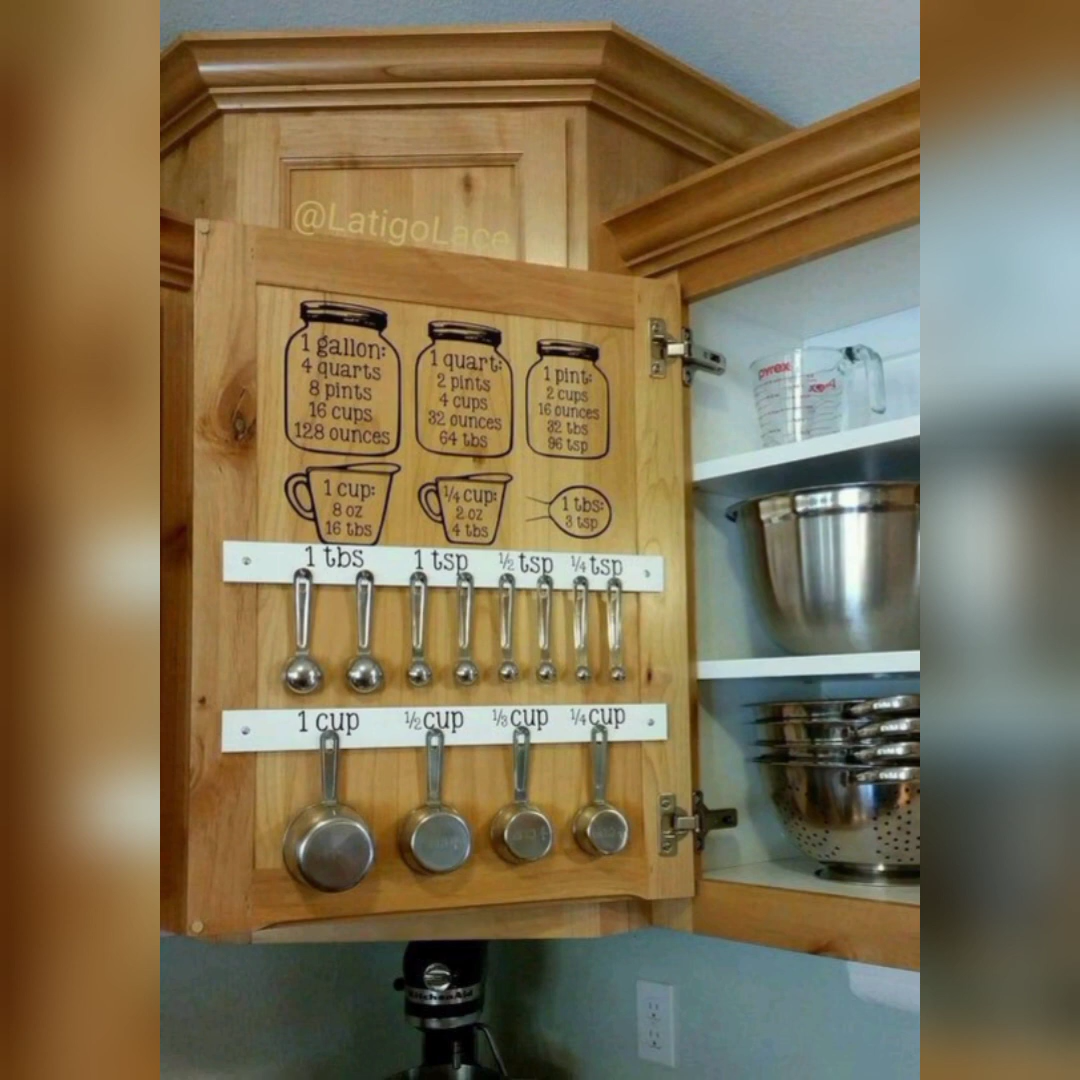 @LatigoLace
1 gallon:
4 quarts
8 pints
16 cups
128 ounces
1 quart:
2 pints
4 cups
32 ounces
64 tbs
1 pint:
2 cups
16 ounces
32 tbs
96 tsp
pyrex
1 cup:
8 oz
16 tbs
1/4 cup:
2 oz
4 tbs
1 tbs:
3 tsp
1 tbs 1 tsp 1/2 tsp 1/4 tsp
1 cup 1/2 cup 1/3 cup 1/4 cup
KitchenAid